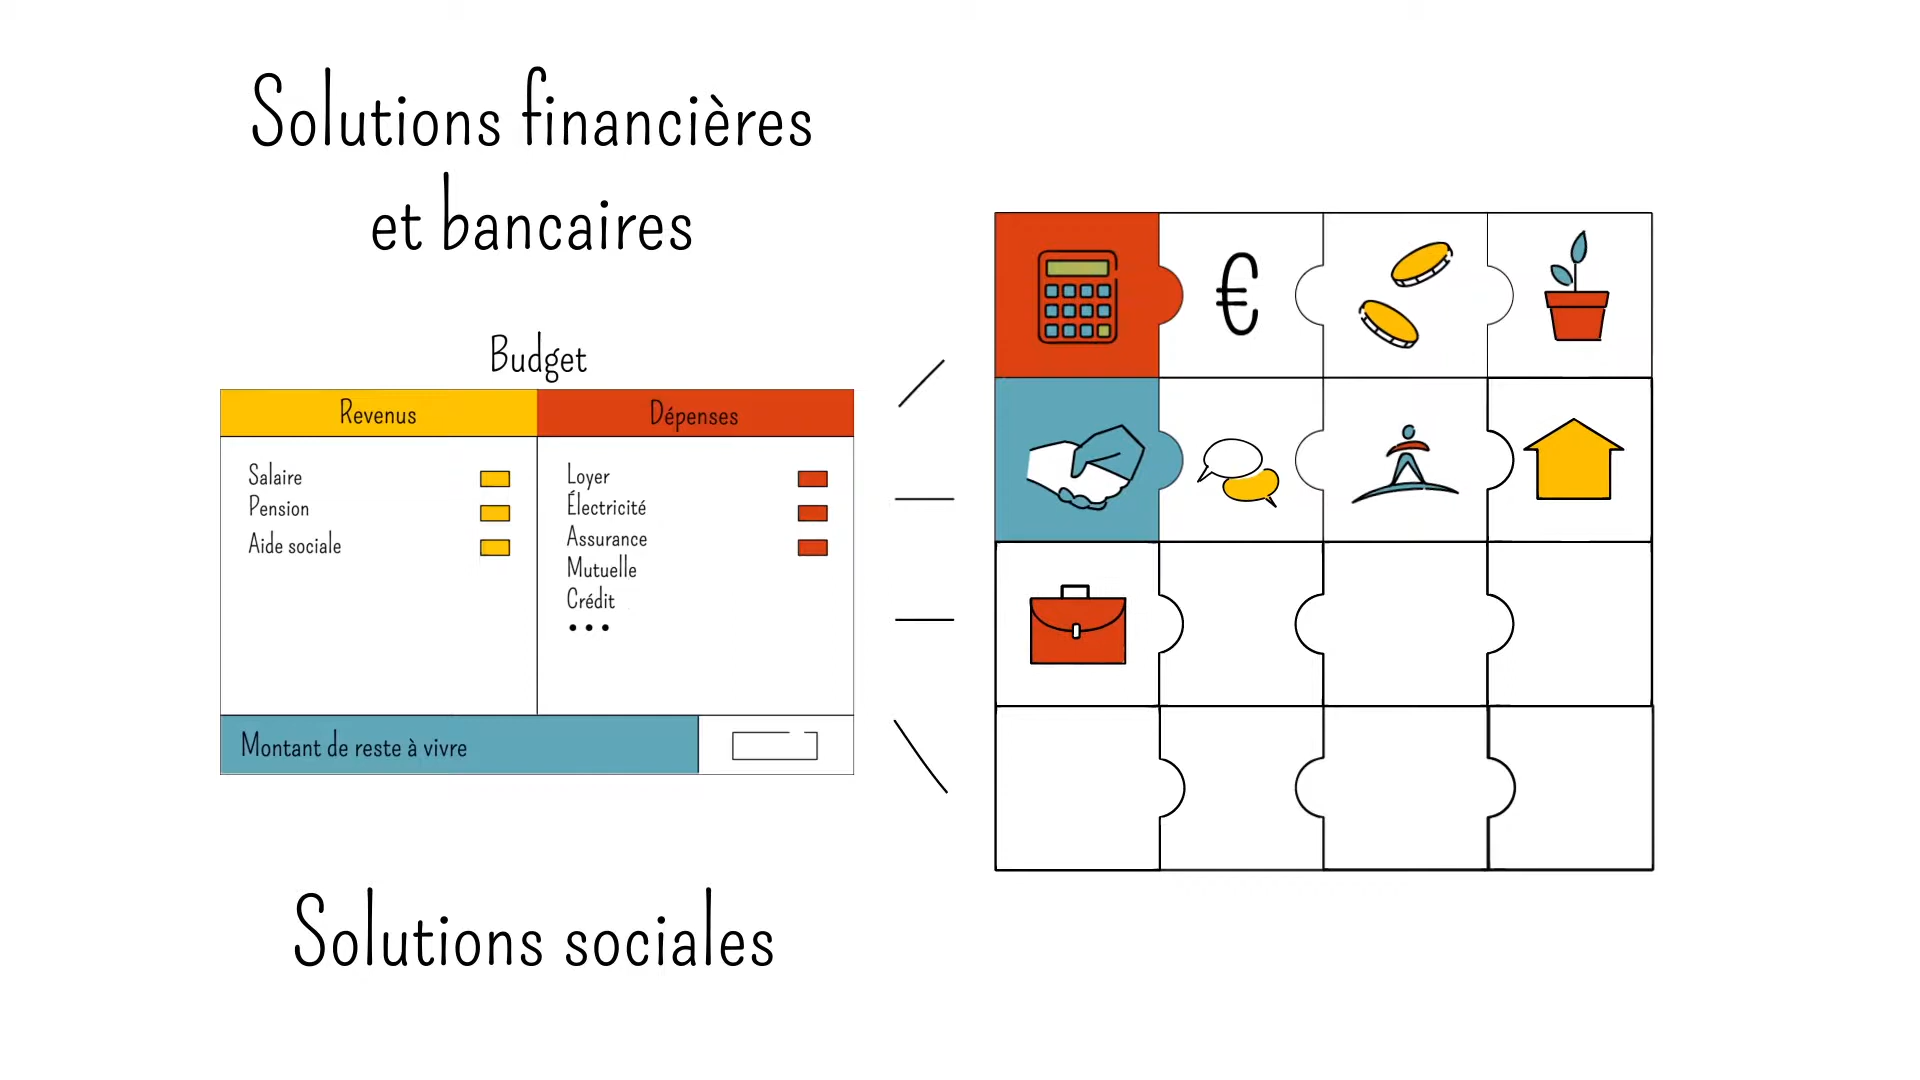 Solutions financières
et bancaires
Budget
Revenus
Dépenses
Salaire
Pension
Aide sociale
Loyer
Électricité
Assurance
Mutuelle
Crédit
...
Montant de reste à vivre
€
Solutions sociales